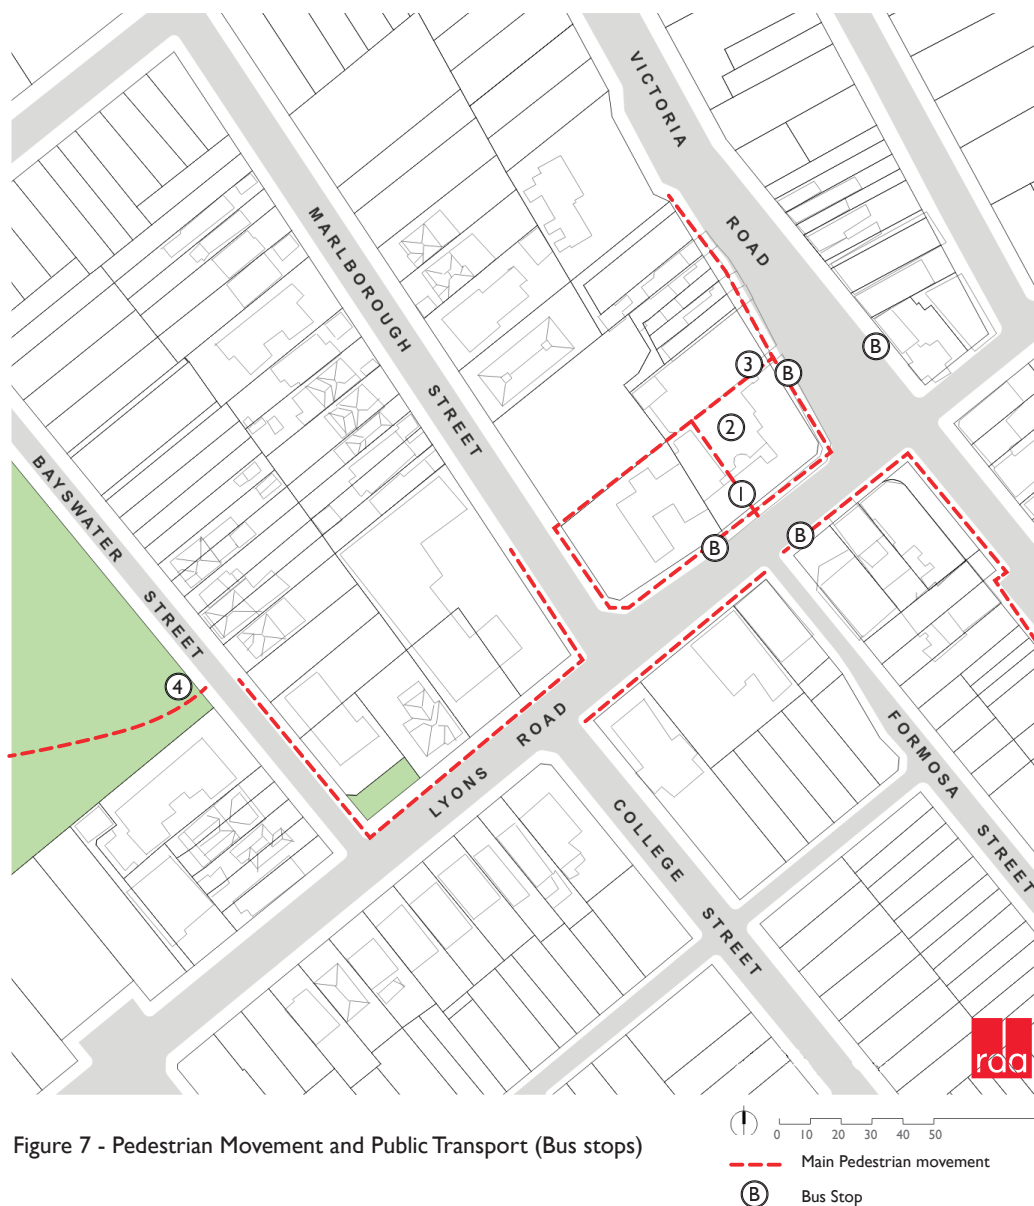 VICTORIA
ROAD
MARLBOROUGH
STREET
B
3
B
2
BAYSWATER
STREET
1
B
B
4
LYONS
ROAD
FORMOSA
STREET
COLLEGE
STREET
rda
Figure 7 - Pedestrian Movement and Public Transport (Bus stops)
0 10 20 30 40 50
Main Pedestrian movement
B Bus Stop